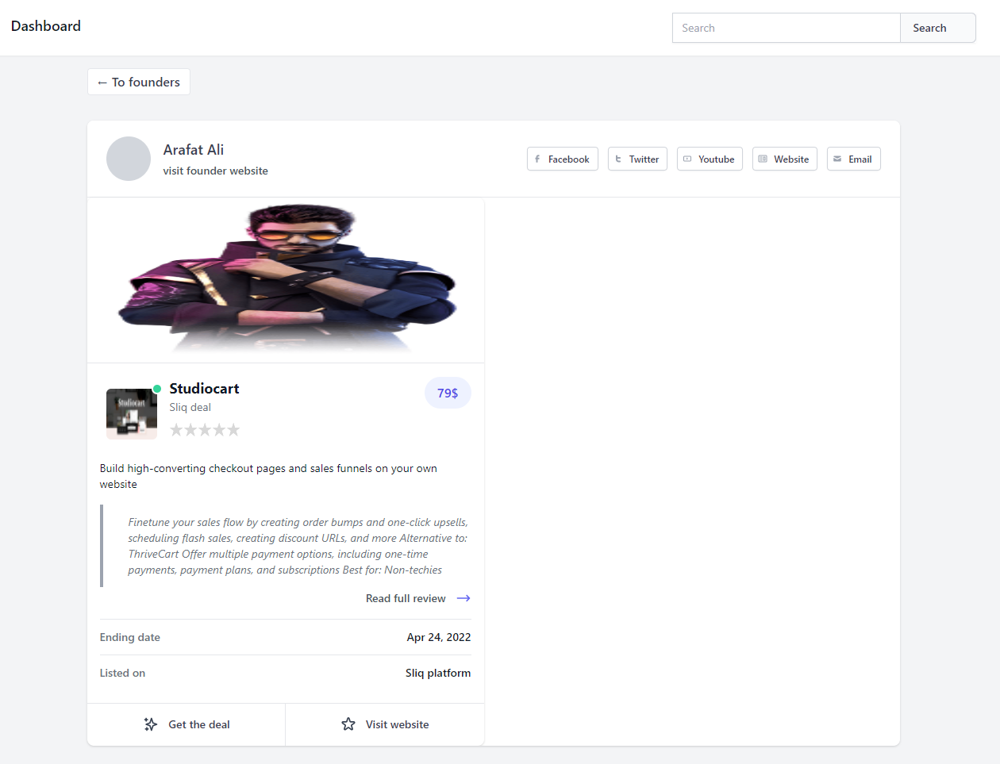 Dashboard
Search
Search
← To founders
Arafat Ali
visit founder website
Facebook
Twitter
Youtube
Website
Email
Studiocart
Studiocart
Sliq deal
79$
Build high-converting checkout pages and sales funnels on your own
website
Finetune your sales flow by creating order bumps and one-click upsells,
scheduling flash sales, creating discount URLs, and more Alternative to:
ThriveCart Offer multiple payment options, including one-time
payments, payment plans, and subscriptions Best for: Non-techies
Read full review →
Ending date
Apr 24, 2022
Listed on
Sliq platform
Get the deal
Visit website